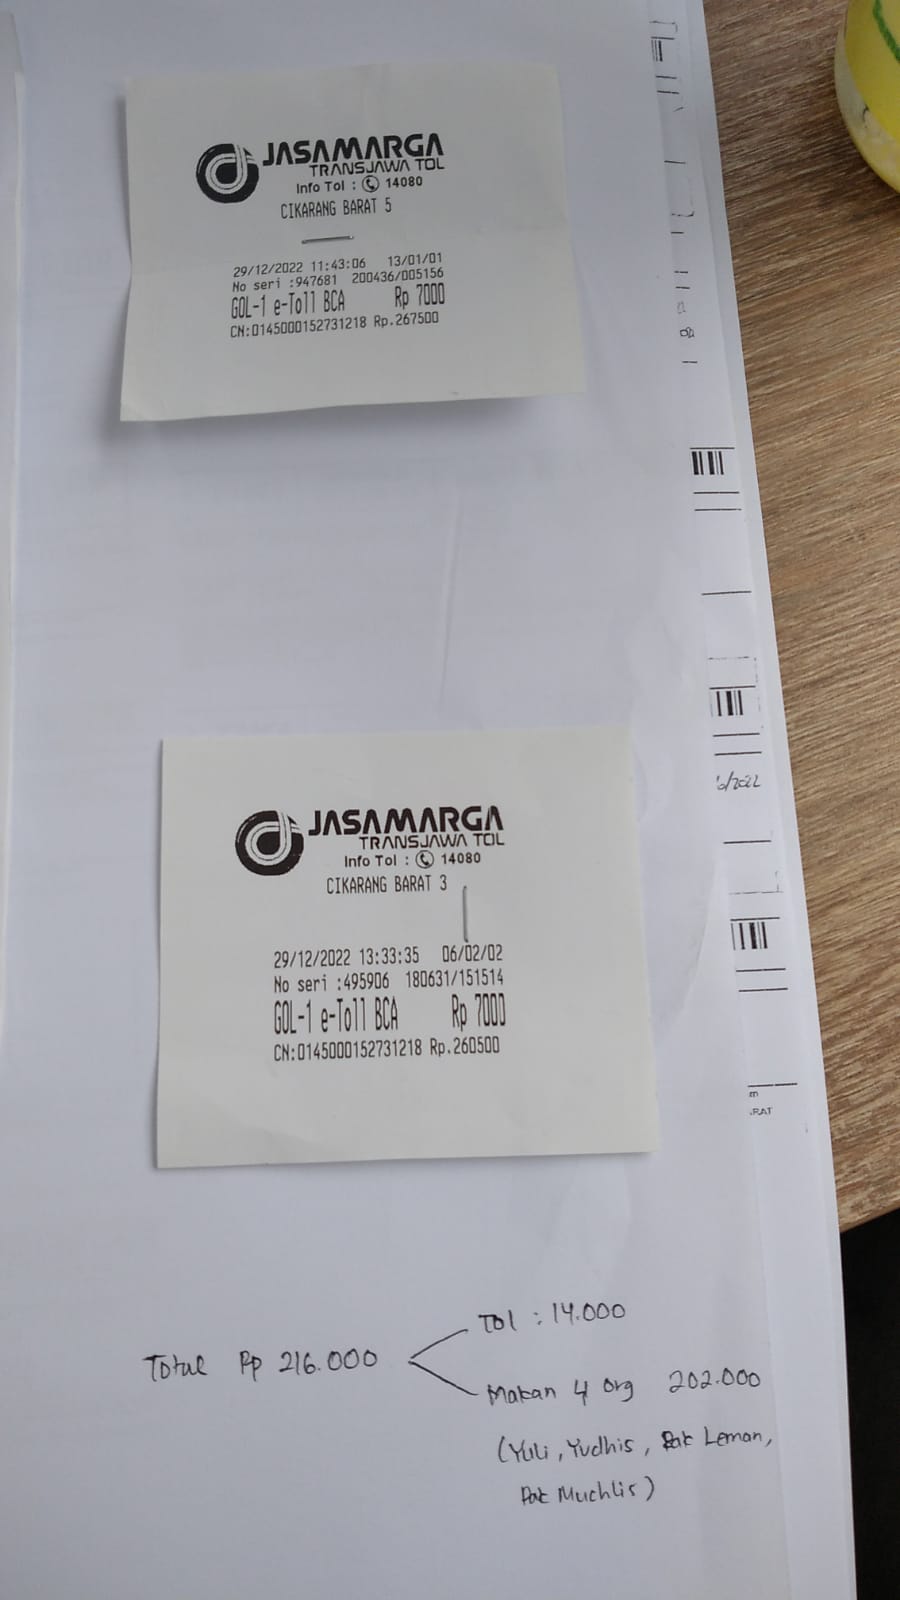 JASAMARGA
TRANSJAWA TOL
Info Tol : 14080
CIKARANG BARAT 5
29/12/2022 11:43:06 13/01/01
No seri :947681 200436/005156
GOL-1 e-Toll BCA Rp 7000
CN:0145000152731218 Rp.267500
JASAMARGA
TRANSJAWA TOL
Info Tol : 14080
CIKARANG BARAT 3
29/12/2022 13:33:35 06/02/02
No seri :495906 180631/151514
GOL-1 e-Toll BCA Rp 7000
CN:0145000152731218 Rp.260500
Total Rp 216.000
Tol : 14.000
Makan 4 org 202.000
(Yuli, Yudhis, Pak Leman,
Pak Muchlis)